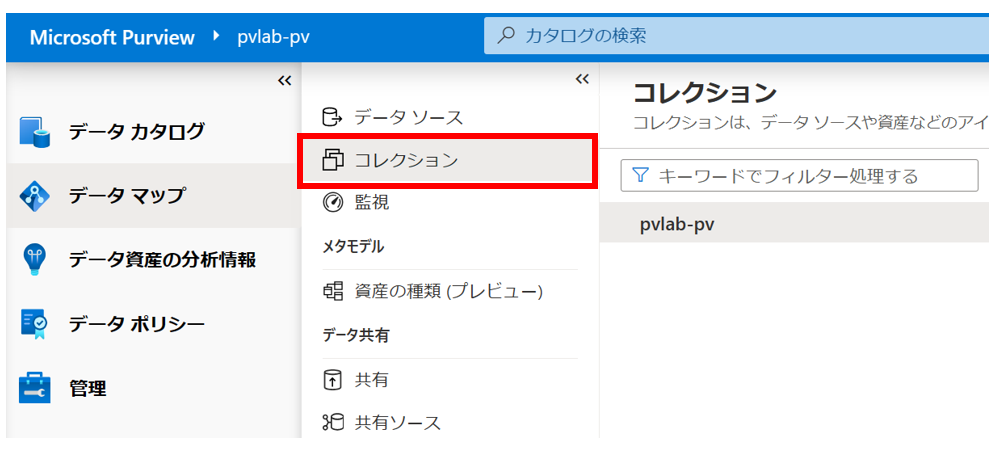 Microsoft Purview pvlab-pv
カタログの検索
データ カタログ
データ マップ
データ資産の分析情報
データ ポリシー
管理
データ ソース
コレクション
監視
メタモデル
資産の種類 (プレビュー)
データ共有
共有
共有ソース
コレクション
コレクションは、データ ソースや資産などのアイ
キーワードでフィルター処理する
pvlab-pv